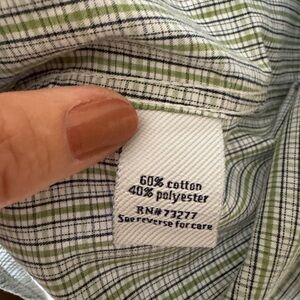 60% cotton
40% polyester
RN#73277
See reverse for care